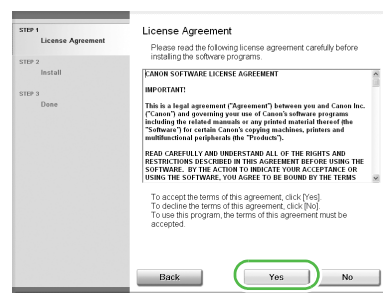 STEP 1
License Agreement
STEP 2
Install
STEP 3
Done
License Agreement
Please read the following license agreement carefully before
installing the software programs.
CANON SOFTWARE LICENSE AGREEMENT
IMPORTANT!
This is a legal agreement ("Agreement") between you and Canon Inc.
("Canon") and governing your use of Canon's software programs
including the related manuals or any printed material thereof (the
"Software") for certain Canon's copying machines, printers and
multifunctional peripherals (the "Products").
READ CAREFULLY AND UNDERSTAND ALL OF THE RIGHTS AND
RESTRICTIONS DESCRIBED IN THIS AGREEMENT BEFORE USING THE
SOFTWARE. BY THE ACTION TO INDICATE YOUR ACCEPTANCE OR
USING THE SOFTWARE, YOU AGREE TO BE BOUND BY THE TERMS
To accept the terms of this agreement, click [Yes].
To decline the terms of this agreement, click [No].
To use this program, the terms of this agreement must be
accepted.
Back
Yes
No